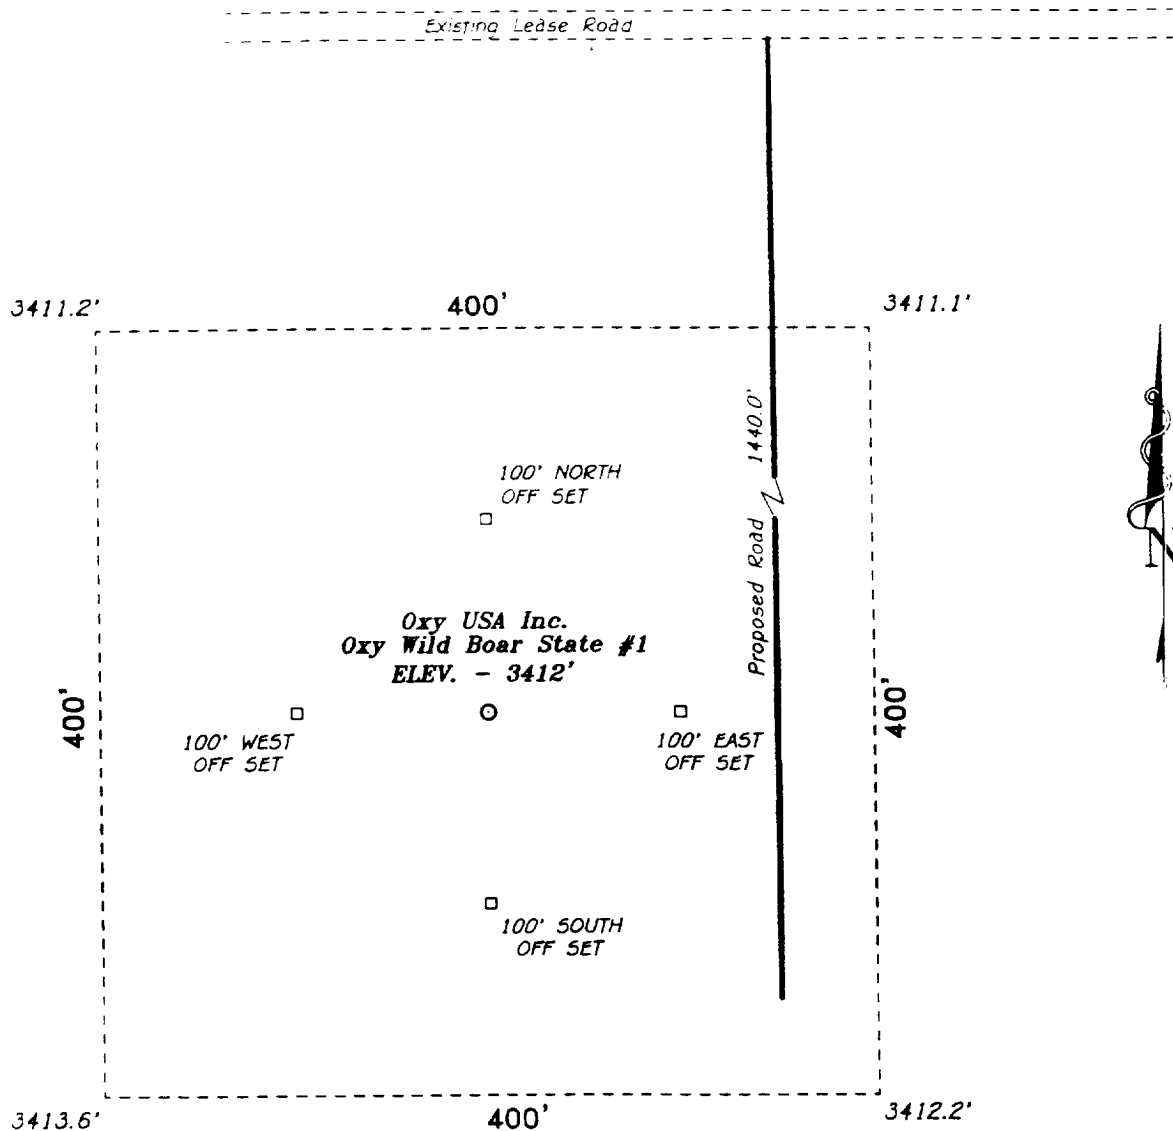 Existing Lease Road
3411.2'
400'
3411.1'
1440.0'
100' NORTH
OFF SET
Proposed Road
Oxy USA Inc.
Oxy Wild Boar State #1
ELEV. - 3412'
400'
400'
100' WEST
OFF SET
100' EAST
OFF SET
100' SOUTH
OFF SET
3413.6'
400'
3412.2'